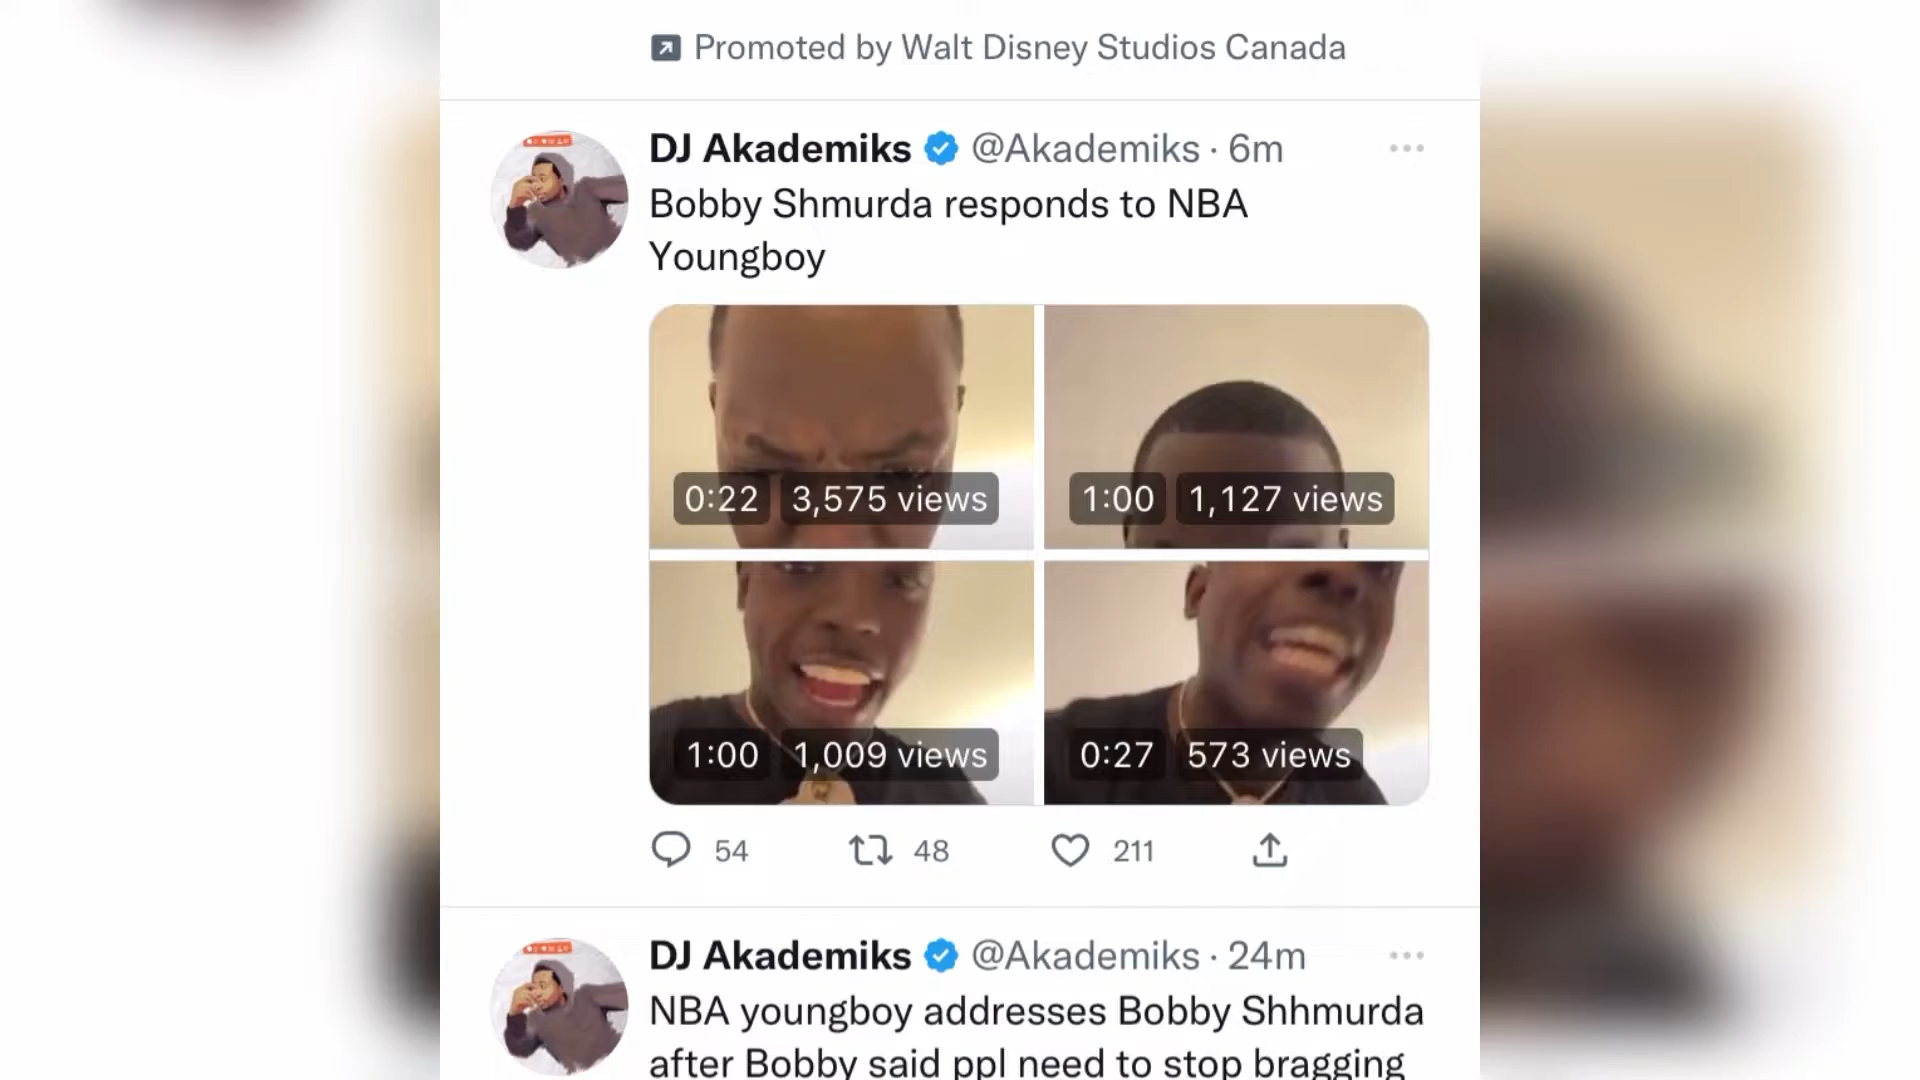 Promoted by Walt Disney Studios Canada
DJ Akademiks @Akademiks · 6m
Bobby Shmurda responds to NBA
Youngboy
0:22 3,575 views
1:00 1,127 views
1:00 1,009 views
0:27 573 views
54 48 211
DJ Akademiks @Akademiks · 24m
NBA youngboy addresses Bobby Shhmurda
after Bobby said ppl need to stop bragging